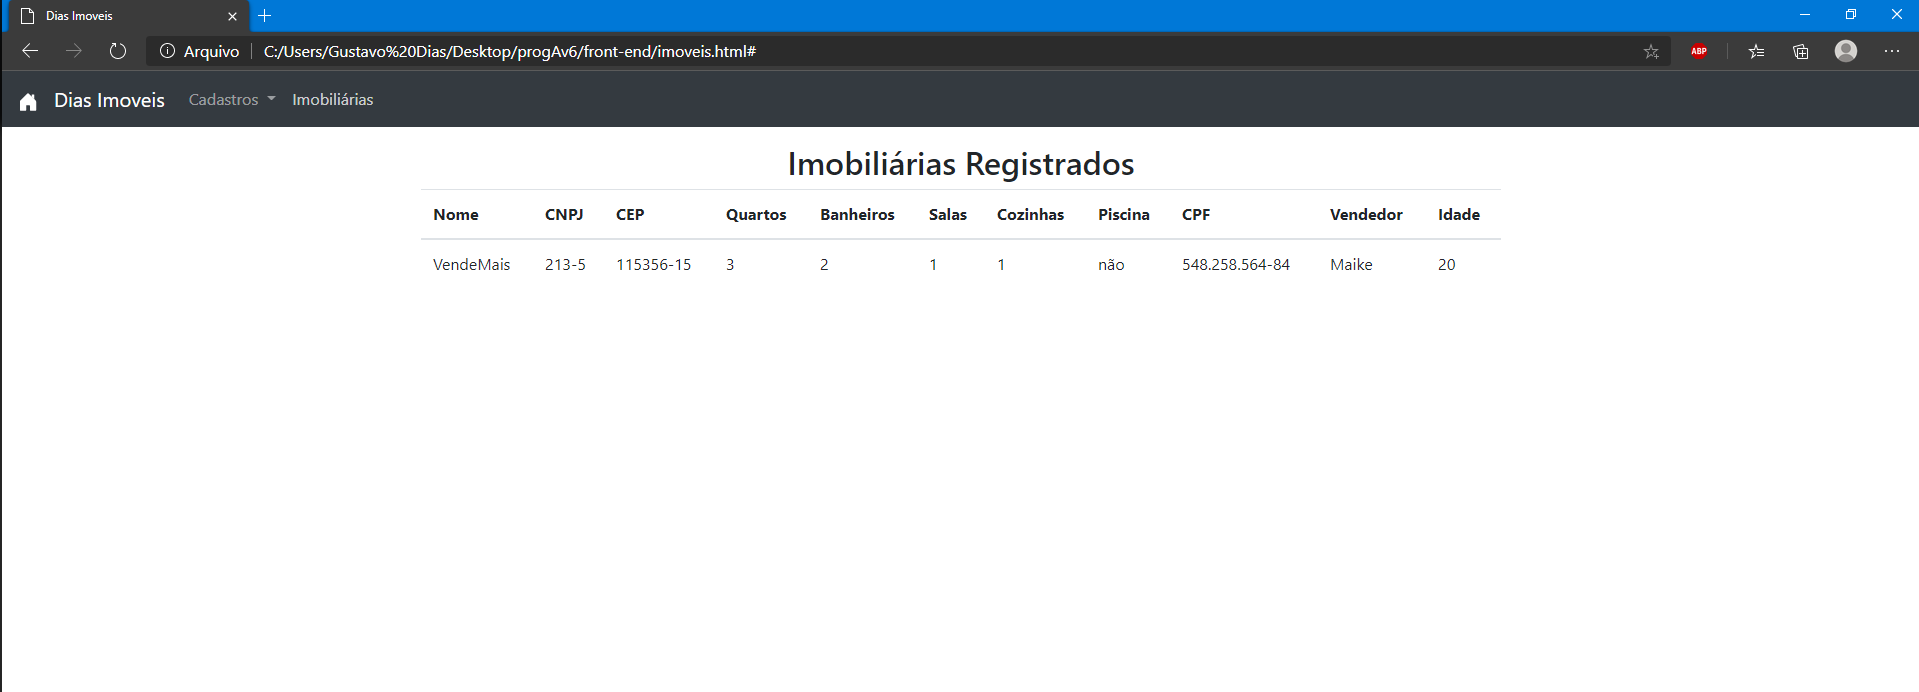 Dias Imoveis
Arquivo C:/Users/Gustavo%20Dias/Desktop/progAv6/front-end/imoveis.html#
ABP
Dias Imoveis Cadastros Imobiliárias
Imobiliárias Registrados
Nome CNPJ CEP Quartos Banheiros Salas Cozinhas Piscina CPF Vendedor Idade
VendeMais 213-5 115356-15 3 2 1 1 não 548.258.564-84 Maike 20